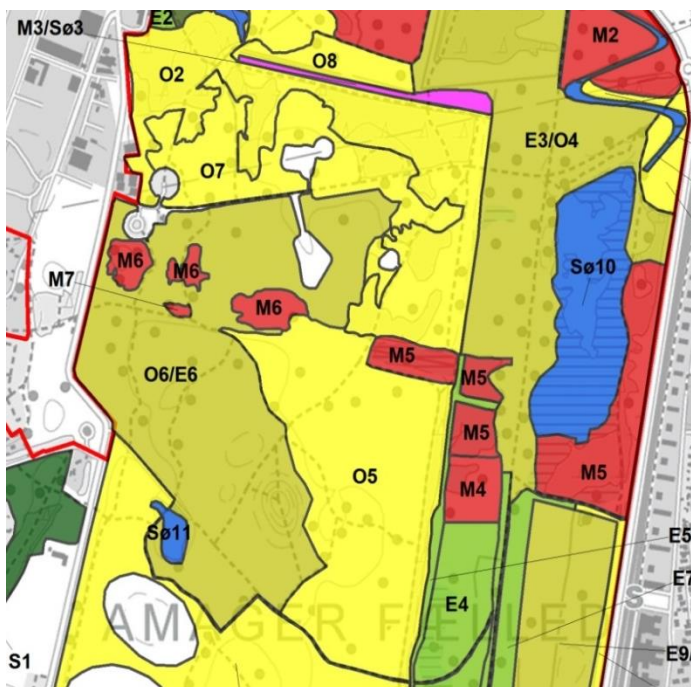 E2
M3/Sø3
M2
O8
O2
E3/O4
O7
M6
M6
Sø10
M7
M6
M5
M5
O6/E6
M5
O5
M5
M4
Sø11
E5
E7
E4
AMAGER FÆLLED
S
E9/
S1